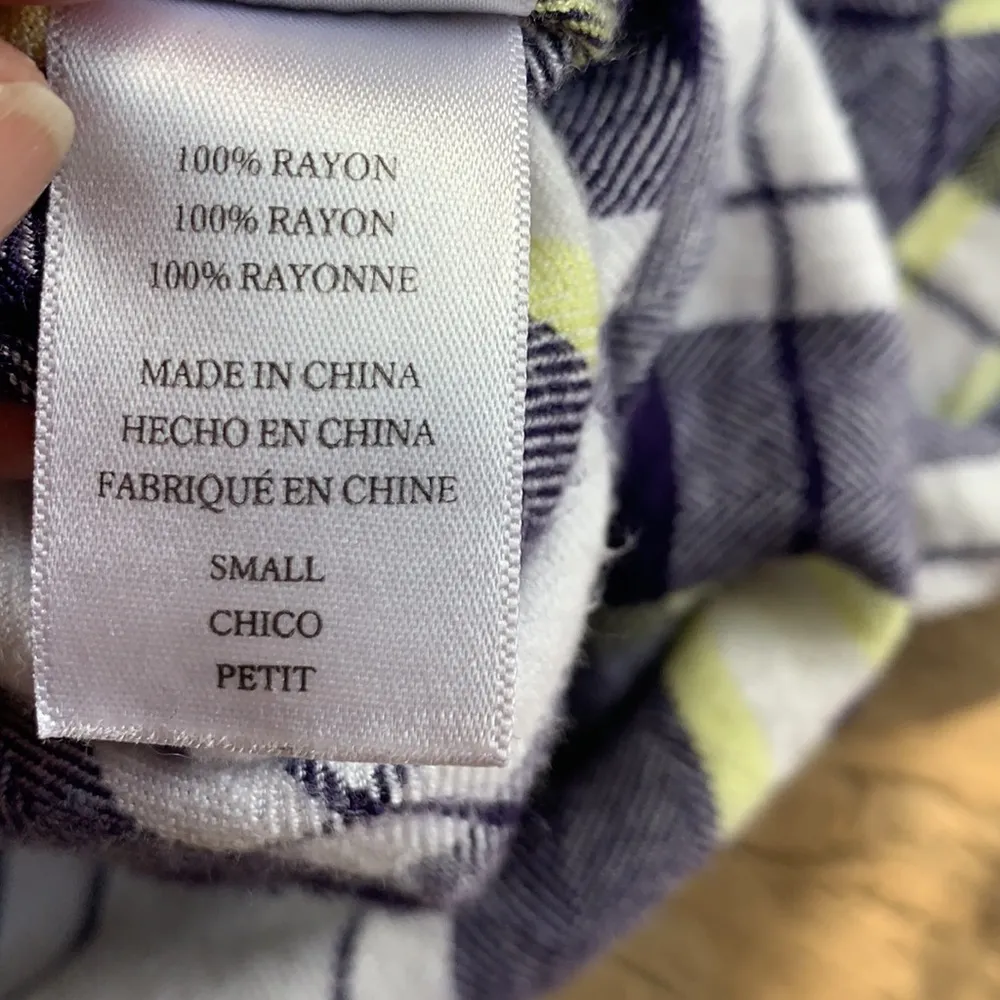 100% RAYON
100% RAYON
100% RAYONNE
MADE IN CHINA
HECHO EN CHINA
FABRIQUÉ EN CHINE
SMALL
CHICO
PETIT